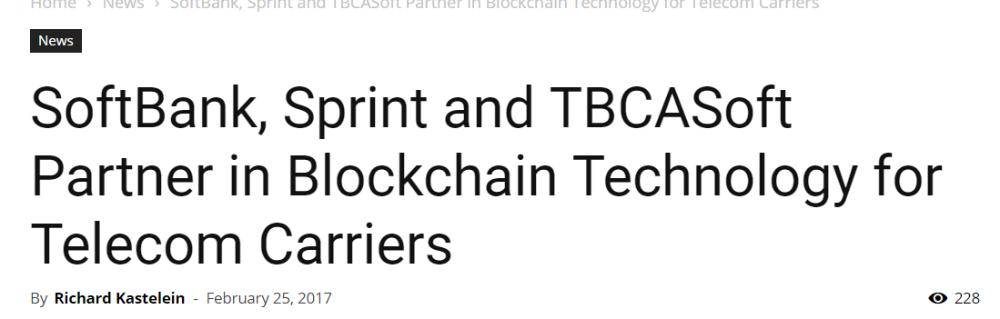 Home › News › SoftBank, Sprint and TBCASoft Partner in Blockchain Technology for Telecom Carriers
News
SoftBank, Sprint and TBCASoft
Partner in Blockchain Technology for
Telecom Carriers
By Richard Kastelein - February 25, 2017 228